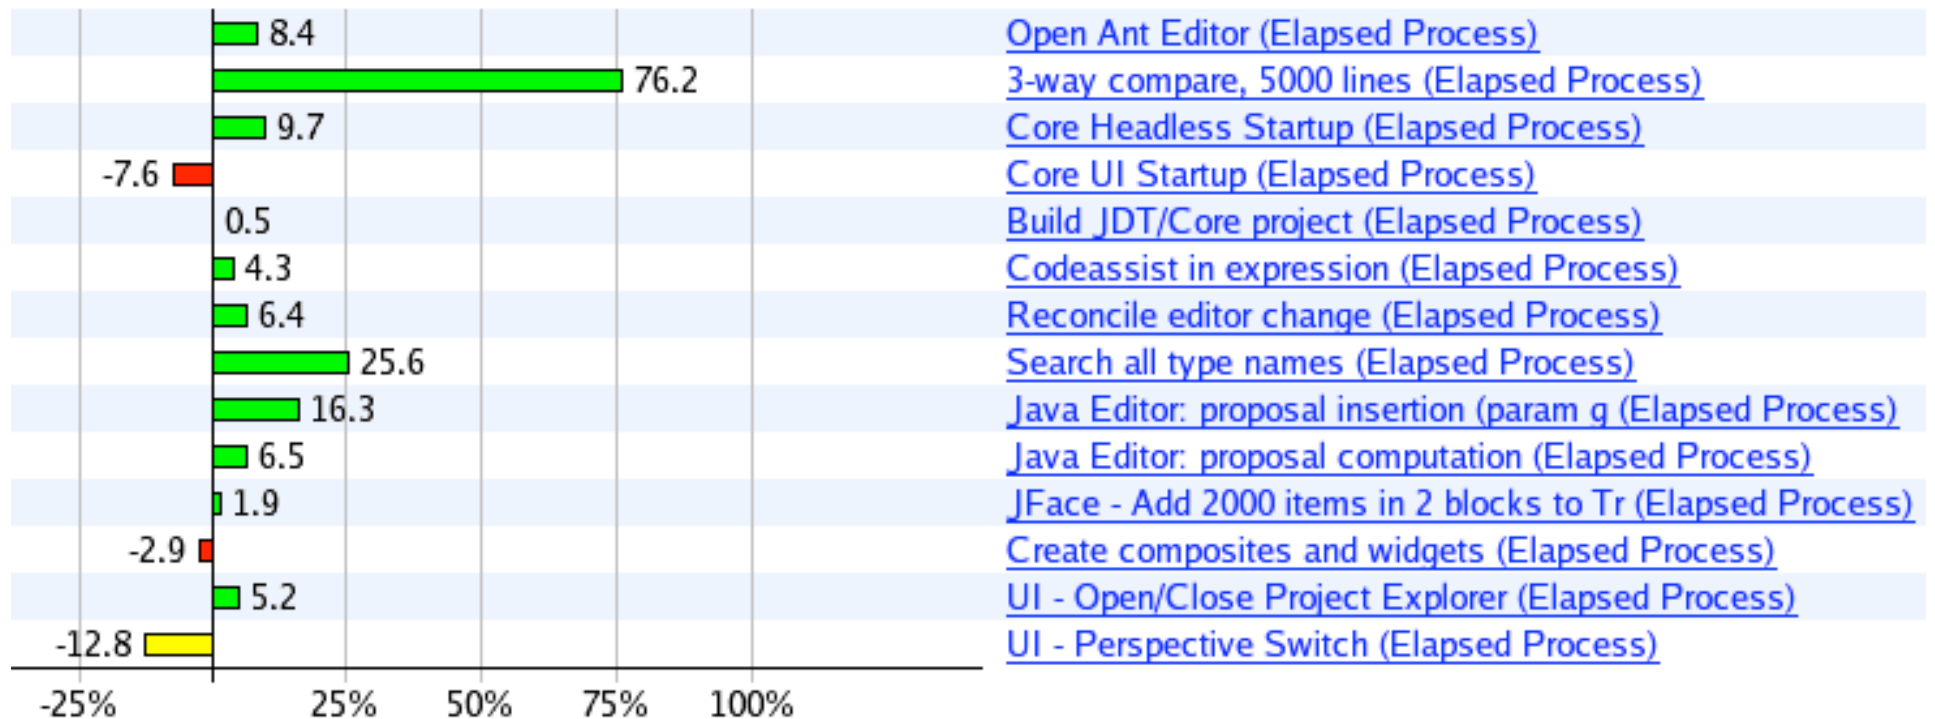 8.4 Open Ant Editor (Elapsed Process)
76.2 3-way compare, 5000 lines (Elapsed Process)
9.7 Core Headless Startup (Elapsed Process)
-7.6 Core UI Startup (Elapsed Process)
0.5 Build JDT/Core project (Elapsed Process)
4.3 Codeassist in expression (Elapsed Process)
6.4 Reconcile editor change (Elapsed Process)
25.6 Search all type names (Elapsed Process)
16.3 Java Editor: proposal insertion (param g (Elapsed Process)
6.5 Java Editor: proposal computation (Elapsed Process)
1.9 JFace - Add 2000 items in 2 blocks to Tr (Elapsed Process)
-2.9 Create composites and widgets (Elapsed Process)
5.2 UI - Open/Close Project Explorer (Elapsed Process)
-12.8 UI - Perspective Switch (Elapsed Process)
-25% 25% 50% 75% 100%